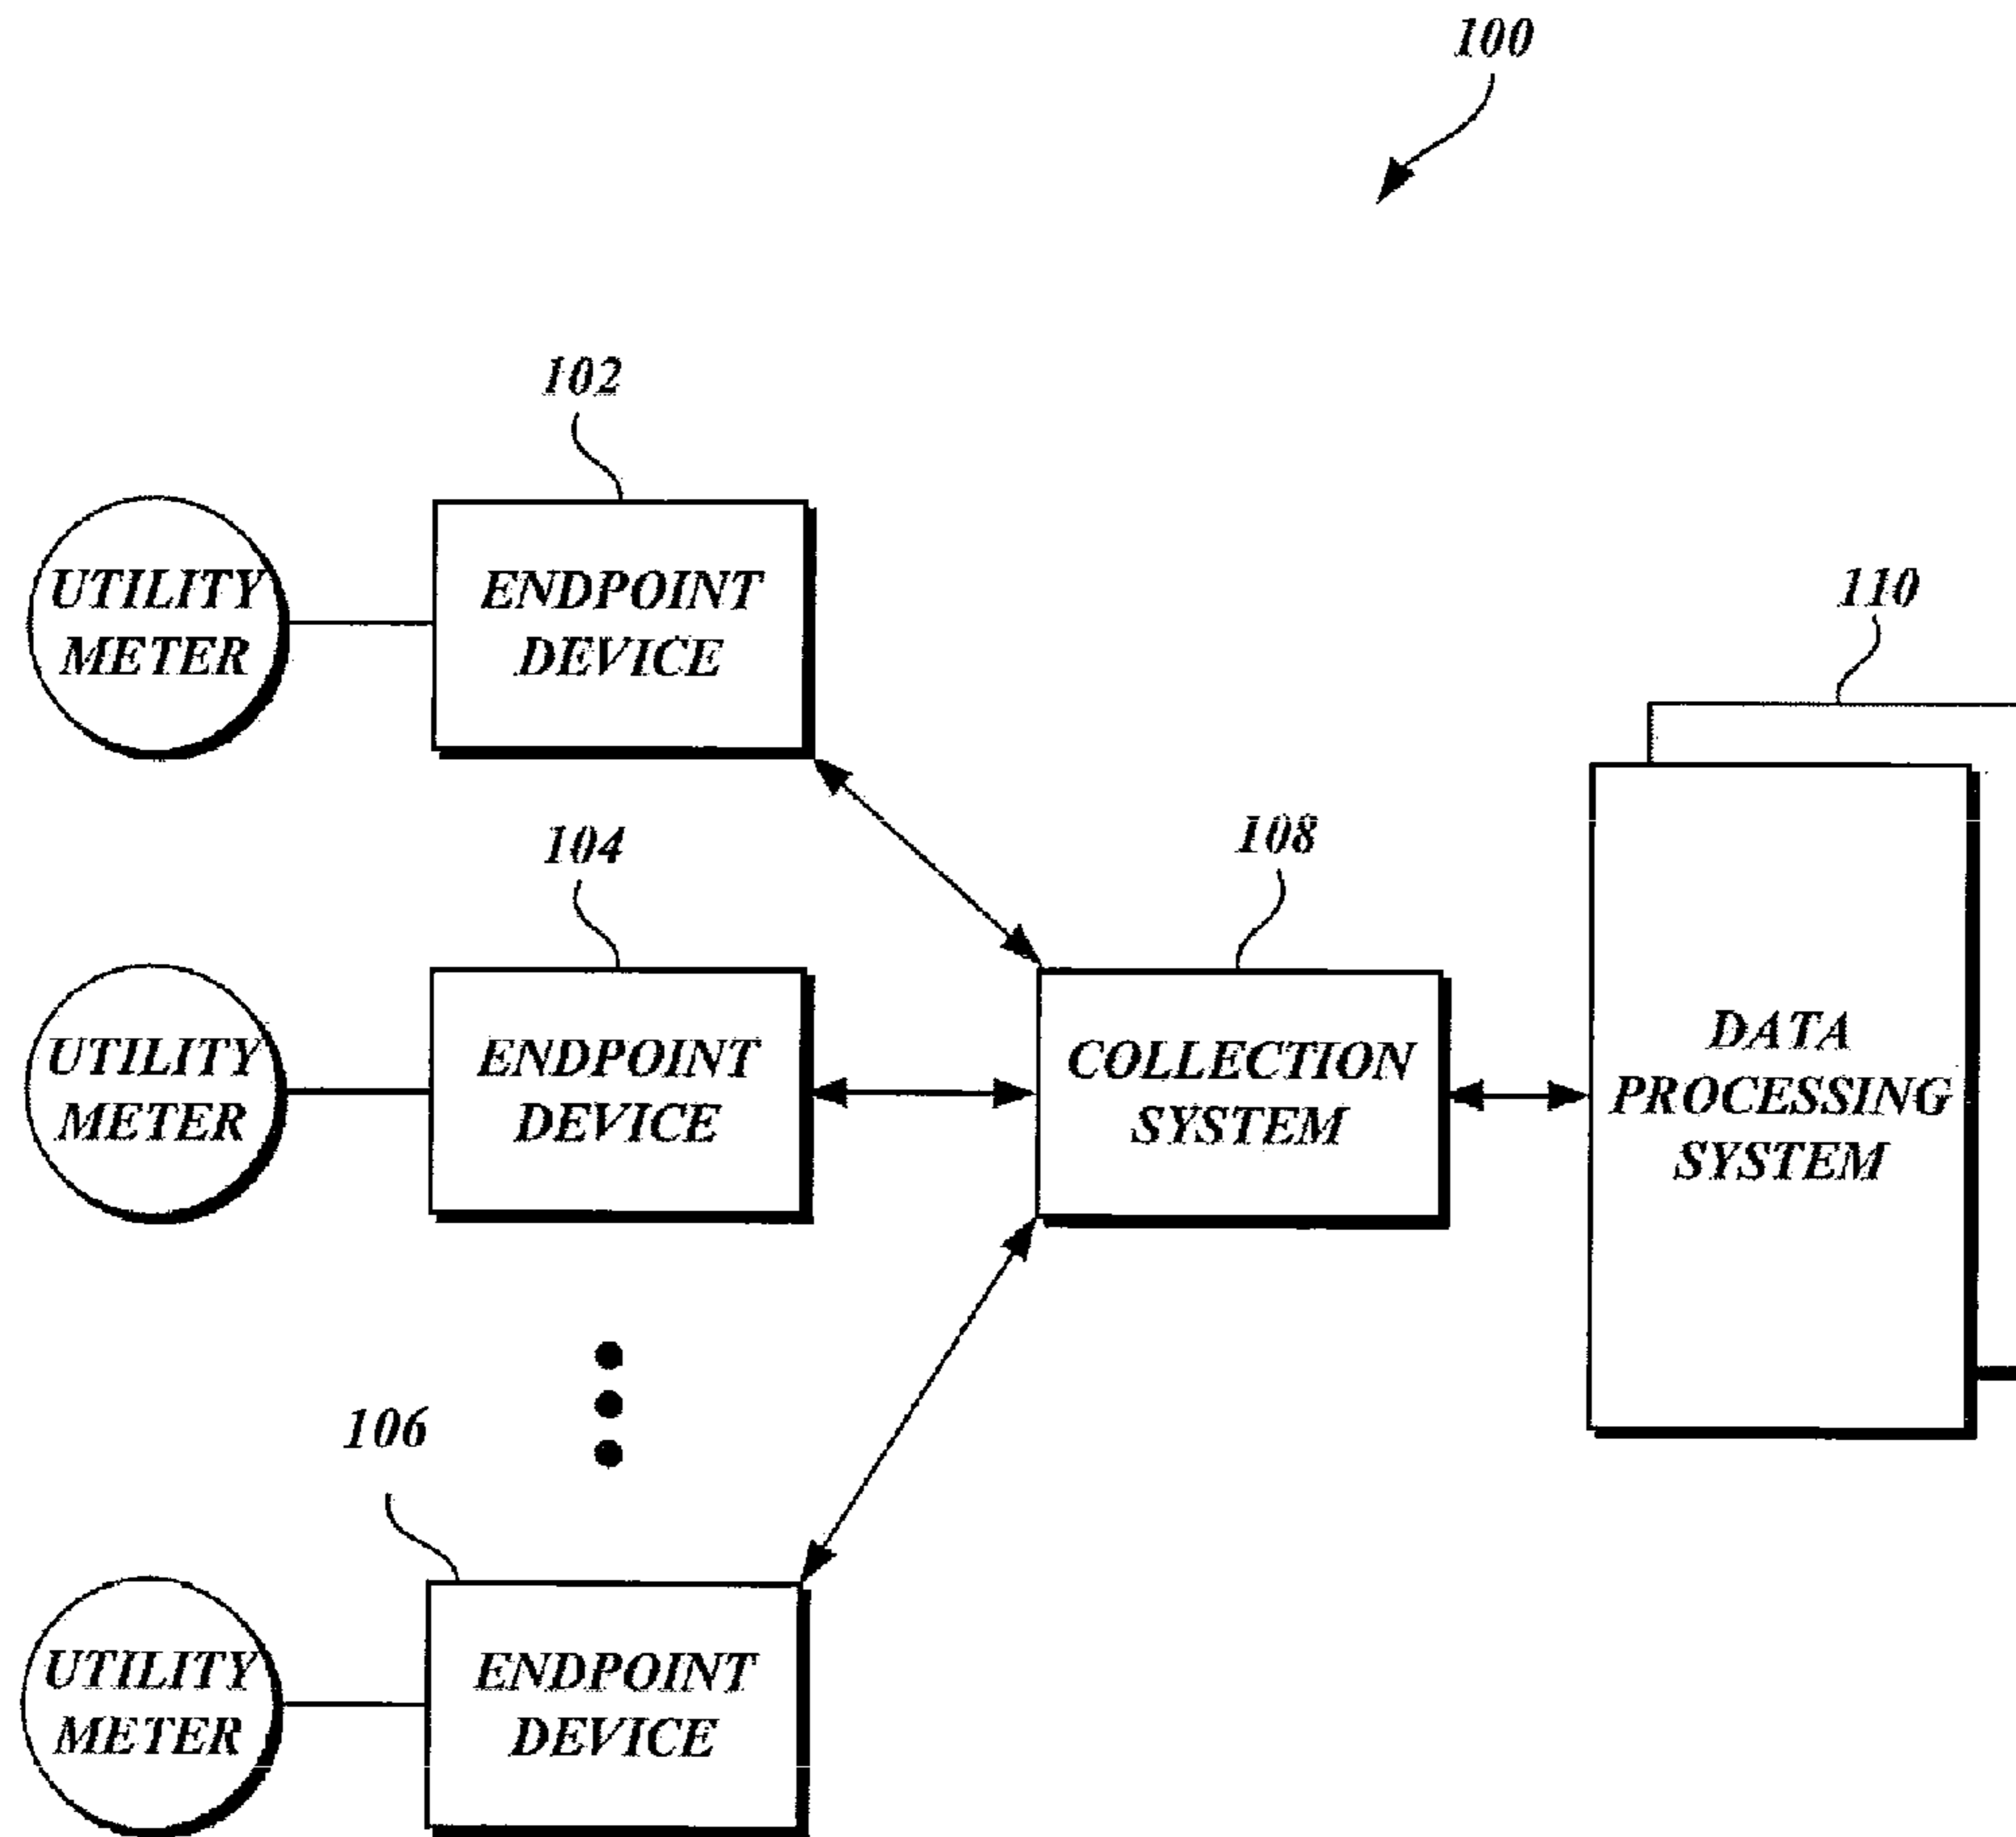 100
102
UTILITY
METER
ENDPOINT
DEVICE
110
104
108
UTILITY
METER
ENDPOINT
DEVICE
COLLECTION
SYSTEM
DATA
PROCESSING
SYSTEM
106
UTILITY
METER
ENDPOINT
DEVICE